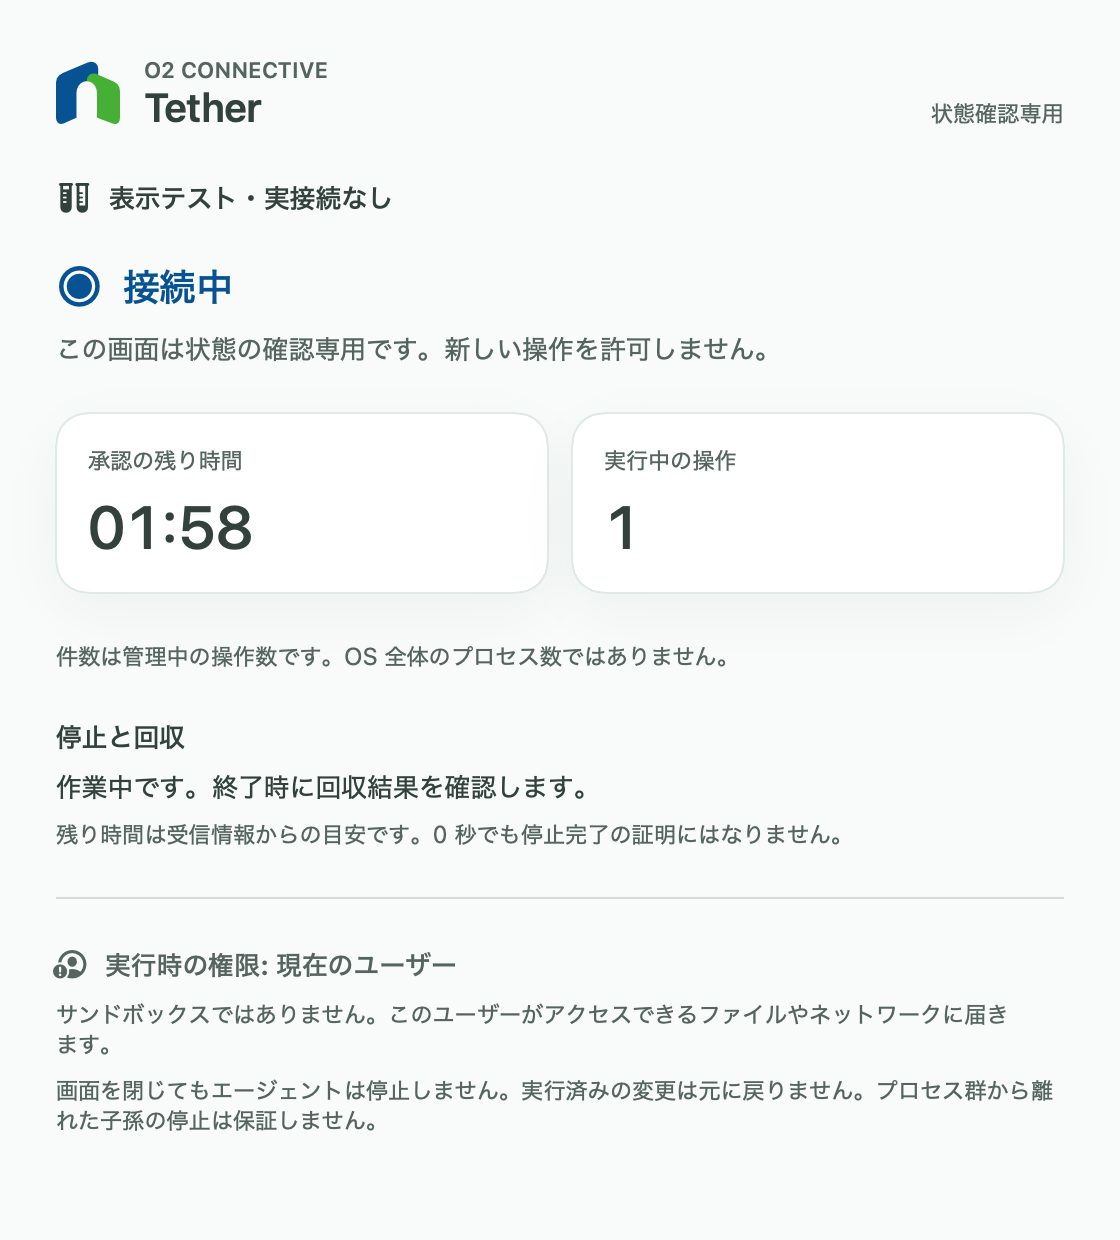 O2 CONNECTIVE
Tether
状態確認専用
表示テスト・実接続なし
接続中
この画面は状態の確認専用です。新しい操作を許可しません。
承認の残り時間
01:58
実行中の操作
1
件数は管理中の操作数です。OS 全体のプロセス数ではありません。
停止と回収
作業中です。終了時に回収結果を確認します。
残り時間は受信情報からの目安です。0 秒でも停止完了の証明にはなりません。
実行時の権限: 現在のユーザー
サンドボックスではありません。このユーザーがアクセスできるファイルやネットワークに届き
ます。
画面を閉じてもエージェントは停止しません。実行済みの変更は元に戻りません。プロセス群から離
れた子孫の停止は保証しません。